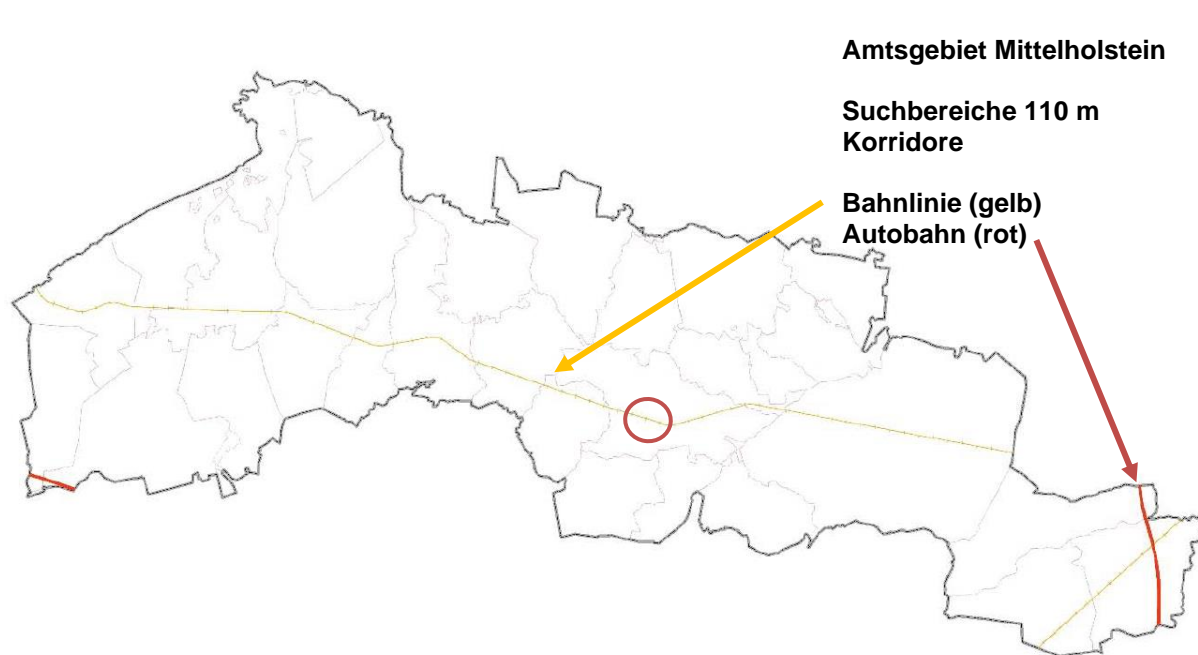 Amtsgebiet Mittelholstein
Suchbereiche 110 m
Korridore
Bahnlinie (gelb)
Autobahn (rot)